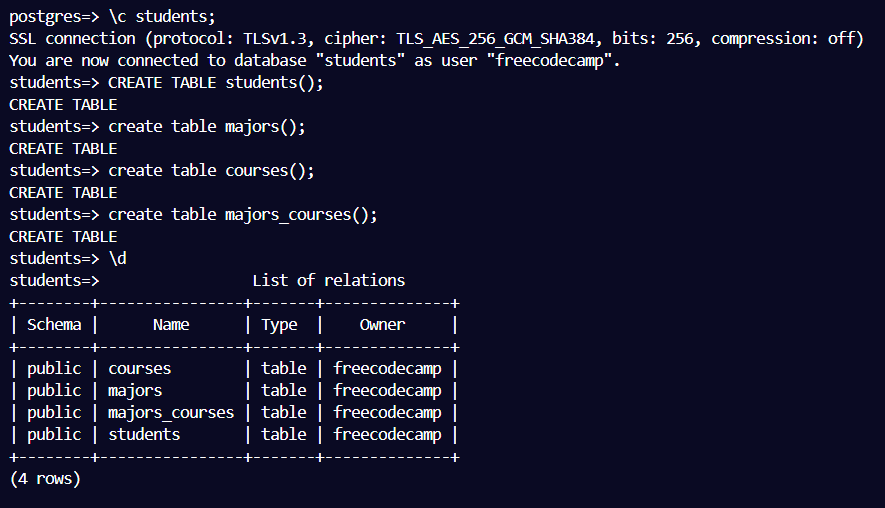 postgres=> \c students;
SSL connection (protocol: TLSv1.3, cipher: TLS_AES_256_GCM_SHA384, bits: 256, compression: off)
You are now connected to database "students" as user "freecodecamp".
students=> CREATE TABLE students();
CREATE TABLE
students=> create table majors();
CREATE TABLE
students=> create table courses();
CREATE TABLE
students=> create table majors_courses();
CREATE TABLE
students=> \d
students=>                 List of relations
+--------+----------------+-------+--------------+
| Schema |      Name      | Type  |    Owner     |
+--------+----------------+-------+--------------+
| public | courses        | table | freecodecamp |
| public | majors         | table | freecodecamp |
| public | majors_courses | table | freecodecamp |
| public | students       | table | freecodecamp |
+--------+----------------+-------+--------------+
(4 rows)